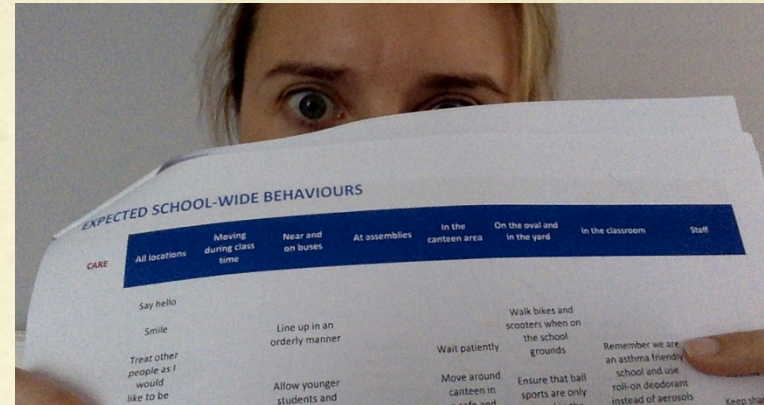 EXPECTED SCHOOL-WIDE BEHAVIOURS
CARE
All locations
Moving
during class
time
Near and
on buses
At assemblies
In the
canteen area
On the oval and
in the yard
In the classroom
Staff
Say hello
Smile
Treat other
people as I
would
like to be
Line up in an
orderly manner
Allow younger
students and
Wait patiently
Move around
canteen in
safe and
Walk bikes and
scooters when on
the school
grounds
Ensure that ball
sports are only
Remember we are
an asthma friendly
school and use
roll-on deodorant
instead of aerosols
Keep